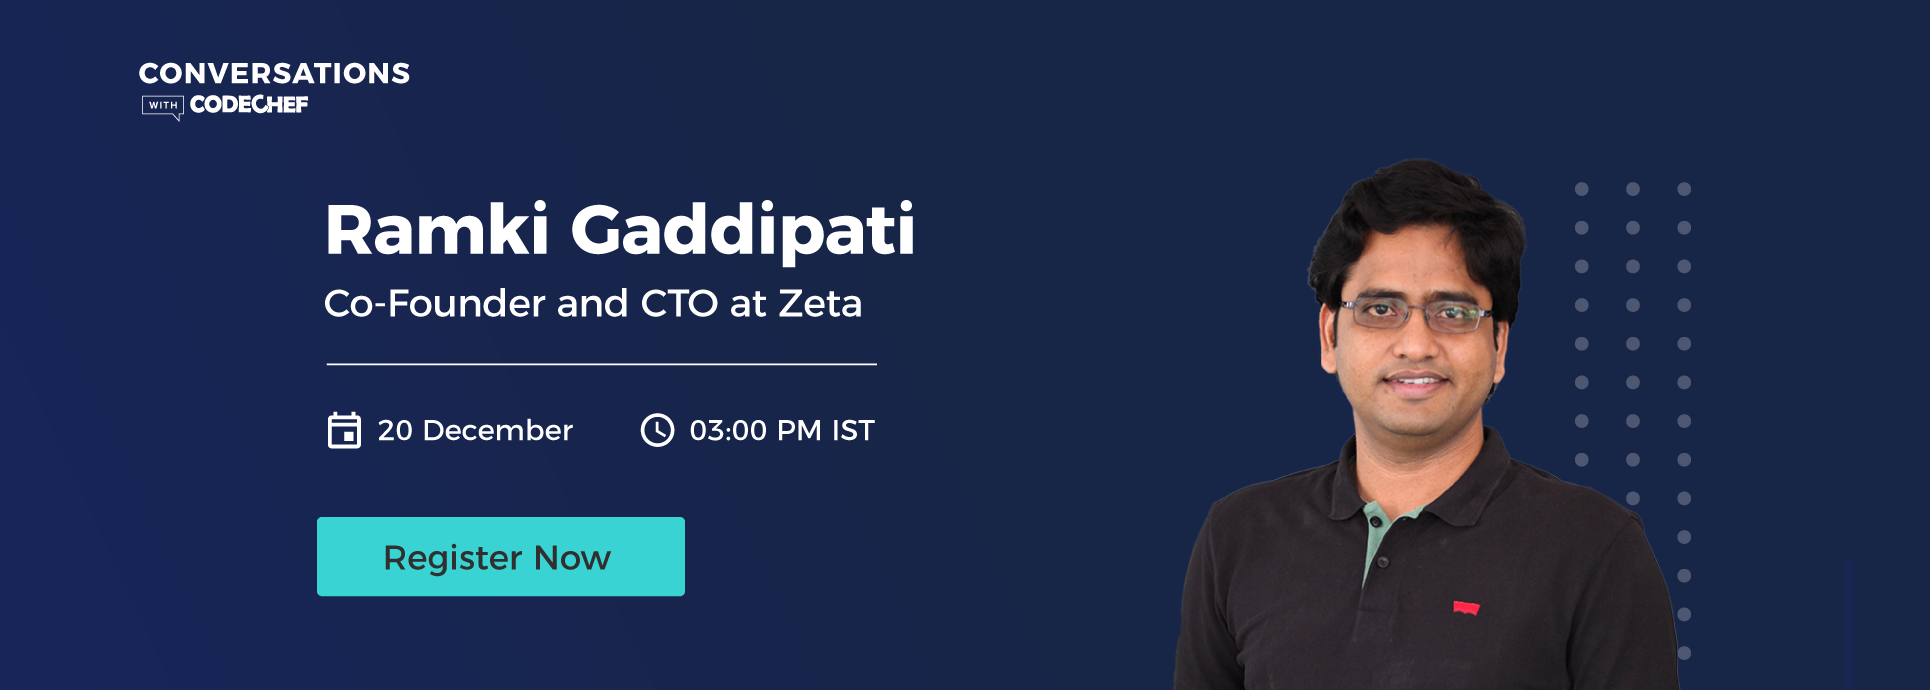 CONVERSATIONS
WITH CODECHEF
Ramki Gaddipati
Co-Founder and CTO at Zeta
20 December 03:00 PM IST
Register Now